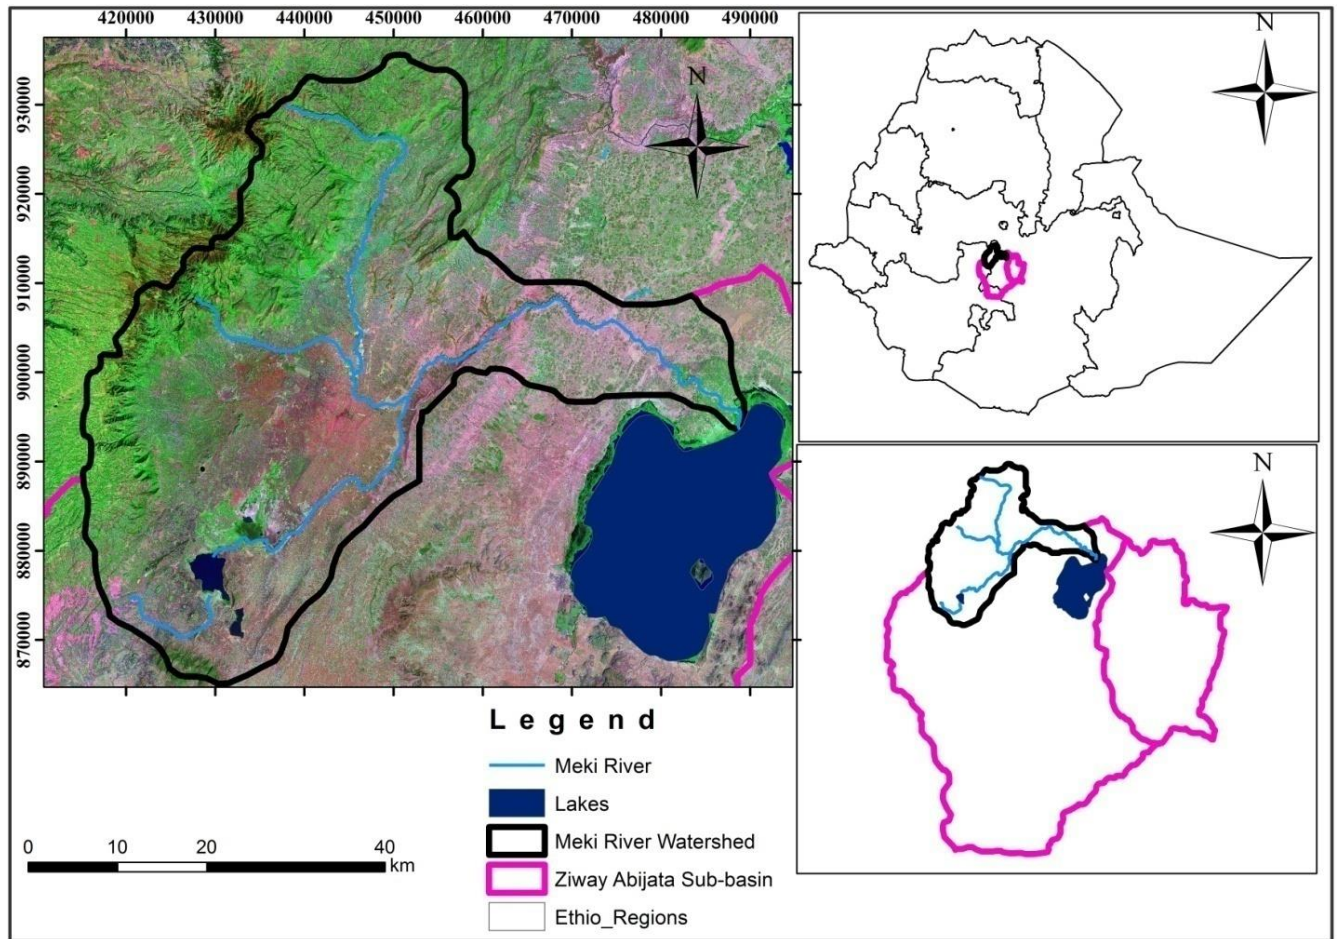 420000 430000 440000 450000 460000 470000 480000 490000
N
N
930000
920000
910000
900000
890000
880000
870000
N
Legend
Meki River
Lakes
Meki River Watershed
Ziway Abijata Sub-basin
Ethio_Regions
0 10 20 40
km